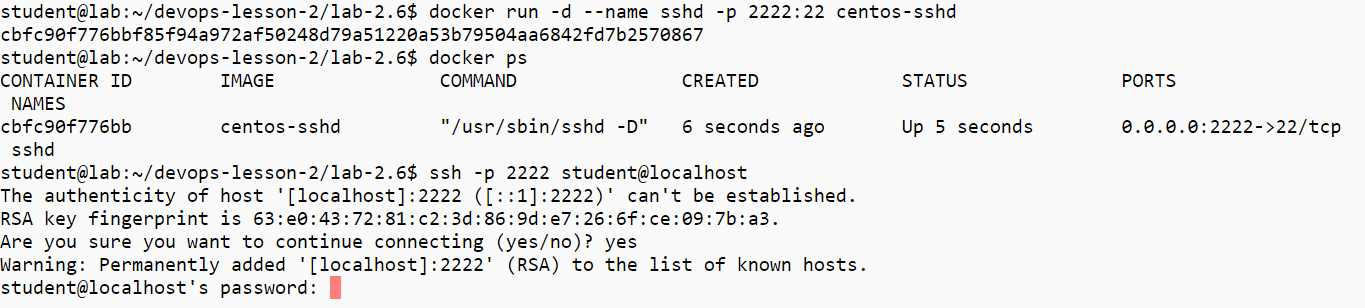 student@lab:~/devops-lesson-2/lab-2.6$ docker run -d --name sshd -p 2222:22 centos-sshd
cbfc90f776bbf85f94a972af50248d79a51220a53b79504aa6842fd7b2570867
student@lab:~/devops-lesson-2/lab-2.6$ docker ps
CONTAINER ID        IMAGE               COMMAND             CREATED             STATUS              PORTS
 NAMES
cbfc90f776bb        centos-sshd         "/usr/sbin/sshd -D"   6 seconds ago       Up 5 seconds        0.0.0.0:2222->22/tcp
 sshd
student@lab:~/devops-lesson-2/lab-2.6$ ssh -p 2222 student@localhost
The authenticity of host '[localhost]:2222 ([::1]:2222)' can't be established.
RSA key fingerprint is 63:e0:43:72:81:c2:3d:86:9d:e7:26:6f:ce:09:7b:a3.
Are you sure you want to continue connecting (yes/no)? yes
Warning: Permanently added '[localhost]:2222' (RSA) to the list of known hosts.
student@localhost's password: